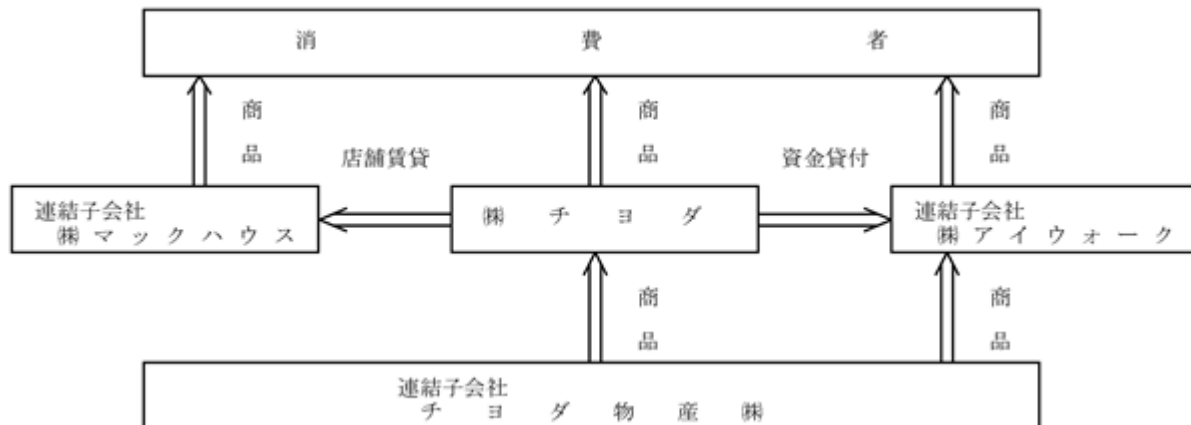 消費者
商品
商品
商品
店舗賃貸
資金貸付
連結子会社
㈱マックハウス
㈱チヨダ
連結子会社
㈱アイウォーク
商品
商品
連結子会社
チヨダ物産㈱